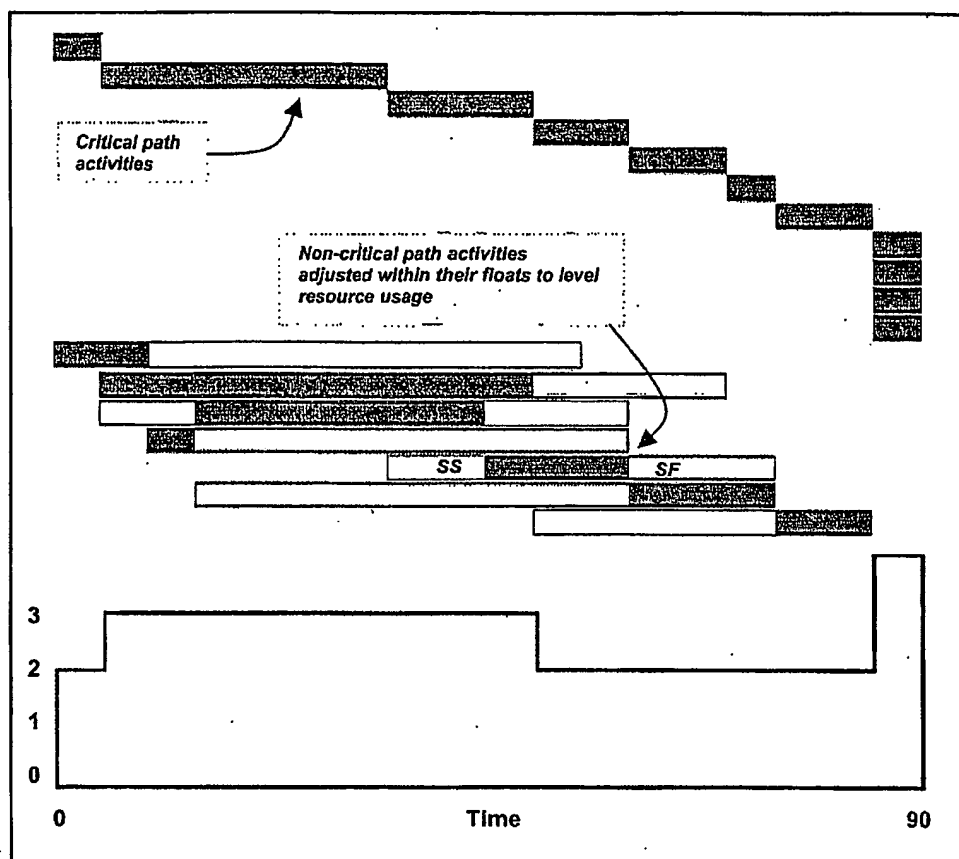 Critical path
activities
Non-critical path activities
adjusted within their floats to level
resource usage
SS
SF
3
2
1
0
0
Time
90